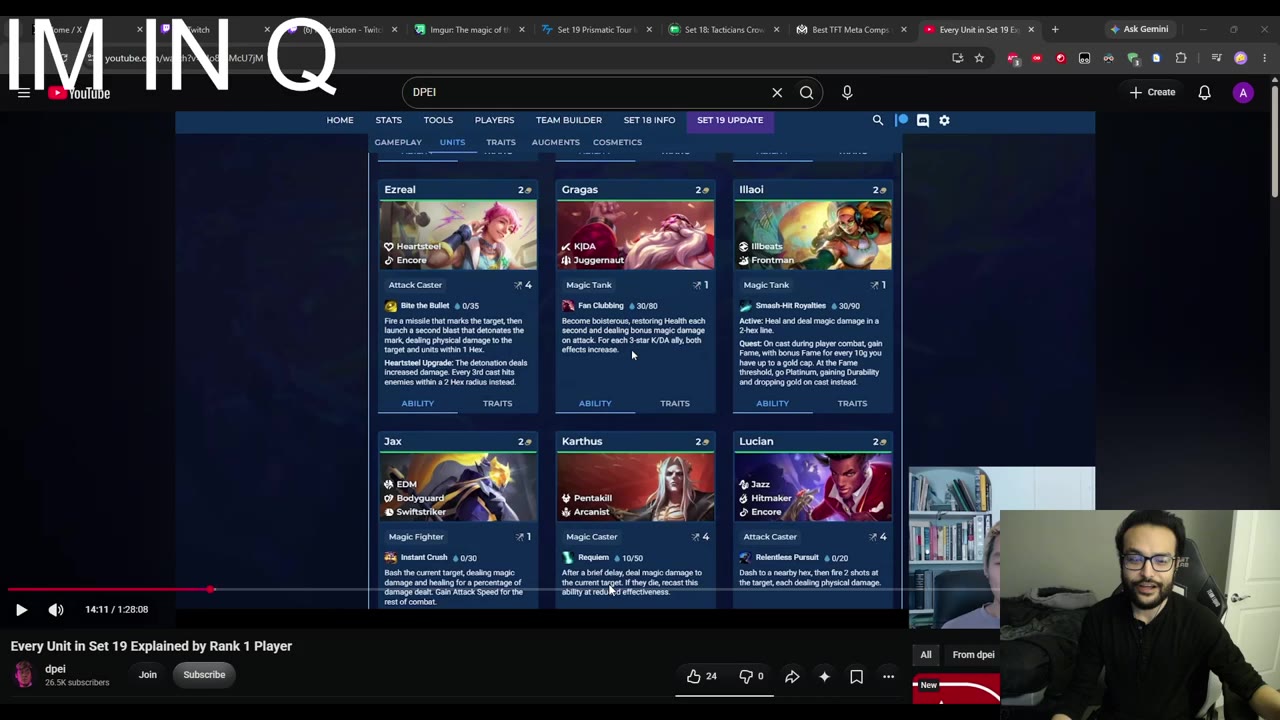 IM IN Q
Imgur: The magic of th
Set 19 Prismatic Tour
Set 18: Tacticians Crow
Best TFT Meta Comps
Every Unit in Set 19 Ex
Ask Gemini
YouTube
DPEI
Create
A
HOME STATS TOOLS PLAYERS TEAM BUILDER SET 18 INFO SET 19 UPDATE
GAMEPLAY UNITS TRAITS AUGMENTS COSMETICS
Ezreal 2
Heartsteel
Encore
Attack Caster 4
Bite the Bullet 0/35
Fire a missile that marks the target, then
launch a second blast that detonates the
mark, dealing physical damage to the
target and units within 1 Hex.
Heartsteel Upgrade: The detonation deals
increased damage. Every 3rd cast hits
enemies within a 2 Hex radius instead.
ABILITY TRAITS
Gragas 2
K/DA
Juggernaut
Magic Tank 1
Fan Clubbing 30/80
Become boisterous, restoring Health each
second and dealing bonus magic damage
on attack. For each 3-star K/DA ally, both
effects increase.
ABILITY TRAITS
Illaoi 2
Illbeats
Frontman
Magic Tank 1
Smash-Hit Royalties 30/90
Active: Heal and deal magic damage in a
2-hex line.
Quest: On cast during player combat, gain
Fame, with bonus Fame for every 10g you
have up to a gold cap. At the Fame
threshold, go Platinum, gaining Durability
and dropping gold on cast instead.
ABILITY TRAITS
Jax 2
EDM
Bodyguard
Swiftstriker
Magic Fighter 1
Instant Crush 0/30
Bash the current target, dealing magic
damage and healing for a percentage of
damage dealt. Gain Attack Speed for the
rest of combat.
Karthus 2
Pentakill
Arcanist
Magic Caster 4
Requiem 10/50
After a brief delay, deal magic damage to
the current target. If they die, recast this
ability at reduced effectiveness.
Lucian 2
Jazz
Hitmaker
Encore
Attack Caster 4
Relentless Pursuit 0/20
Dash to a nearby hex, then fire 2 shots at
the target, each dealing physical damage.
14:11 / 1:28:08
Every Unit in Set 19 Explained by Rank 1 Player
dpei
26.5K subscribers
Join
Subscribe
24
0
All
From dpei
New